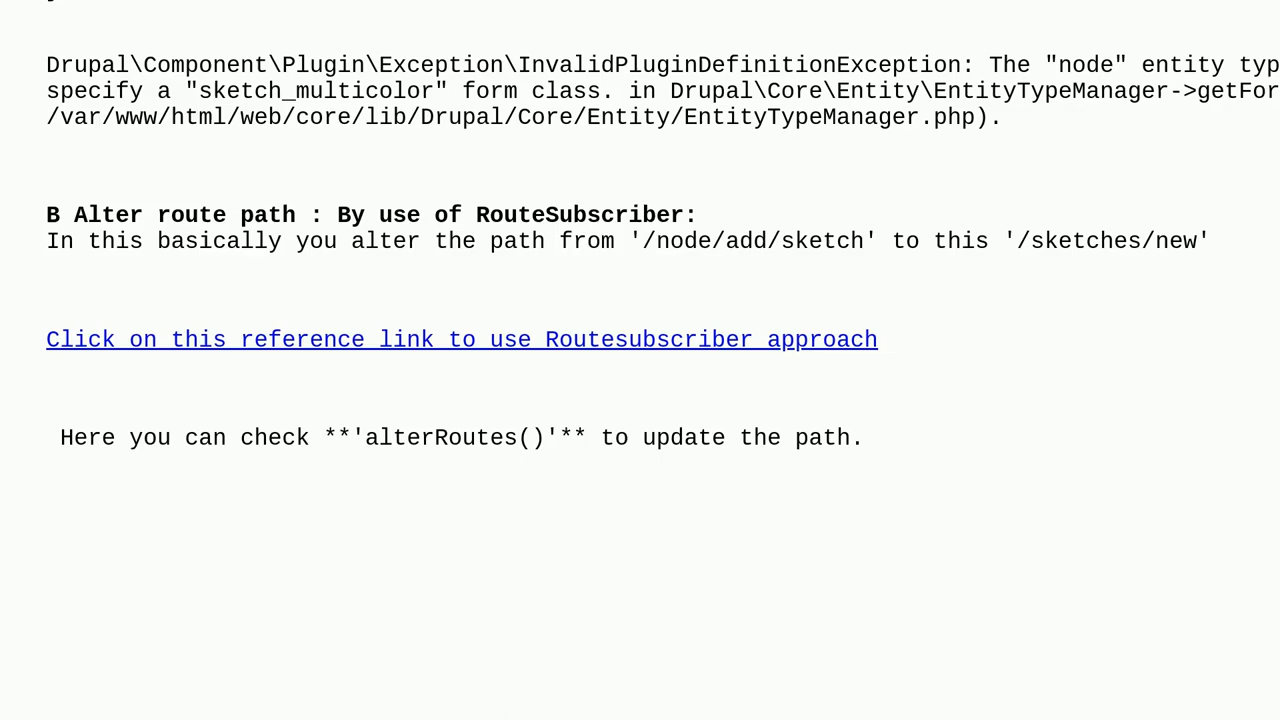 Drupal\Component\Plugin\Exception\InvalidPluginDefinitionException: The "node" entity typ
specify a "sketch_multicolor" form class. in Drupal\Core\Entity\EntityTypeManager->getFor
/var/www/html/web/core/lib/Drupal/Core/Entity/EntityTypeManager.php).
B Alter route path : By use of RouteSubscriber:
In this basically you alter the path from '/node/add/sketch' to this '/sketches/new'
Click on this reference link to use Routesubscriber approach
Here you can check **'alterRoutes()'** to update the path.